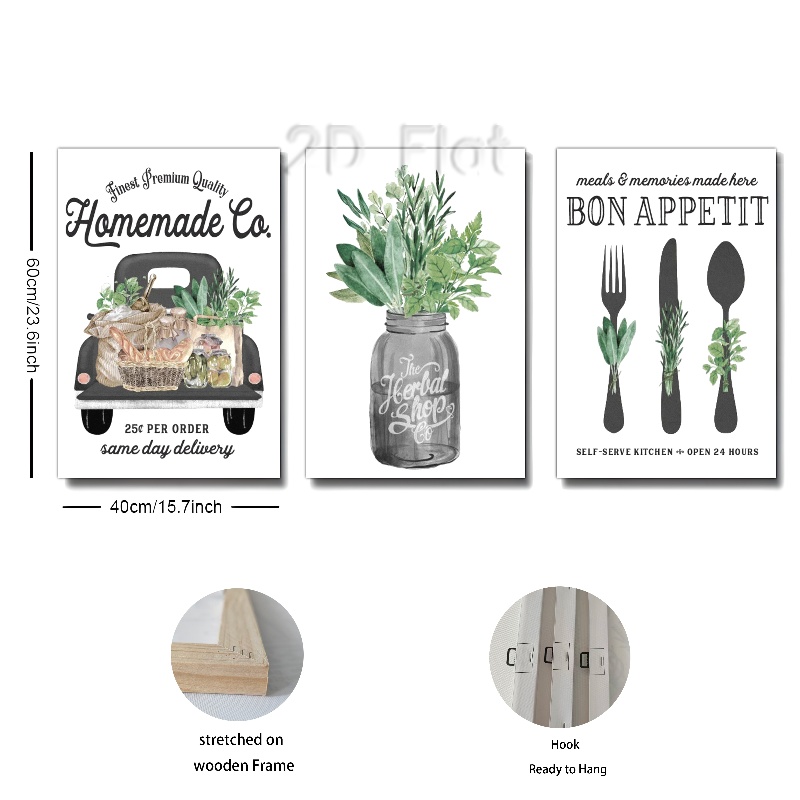 2D Flat
Finest Premium Quality
Homemade Co.
25¢ PER ORDER
same day delivery
The
Herbal
Shop
Co
meals & memories made here
BON APPETIT
SELF-SERVE KITCHEN OPEN 24 HOURS
60cm/23.6inch
40cm/15.7inch
stretched on
wooden Frame
Hook
Ready to Hang